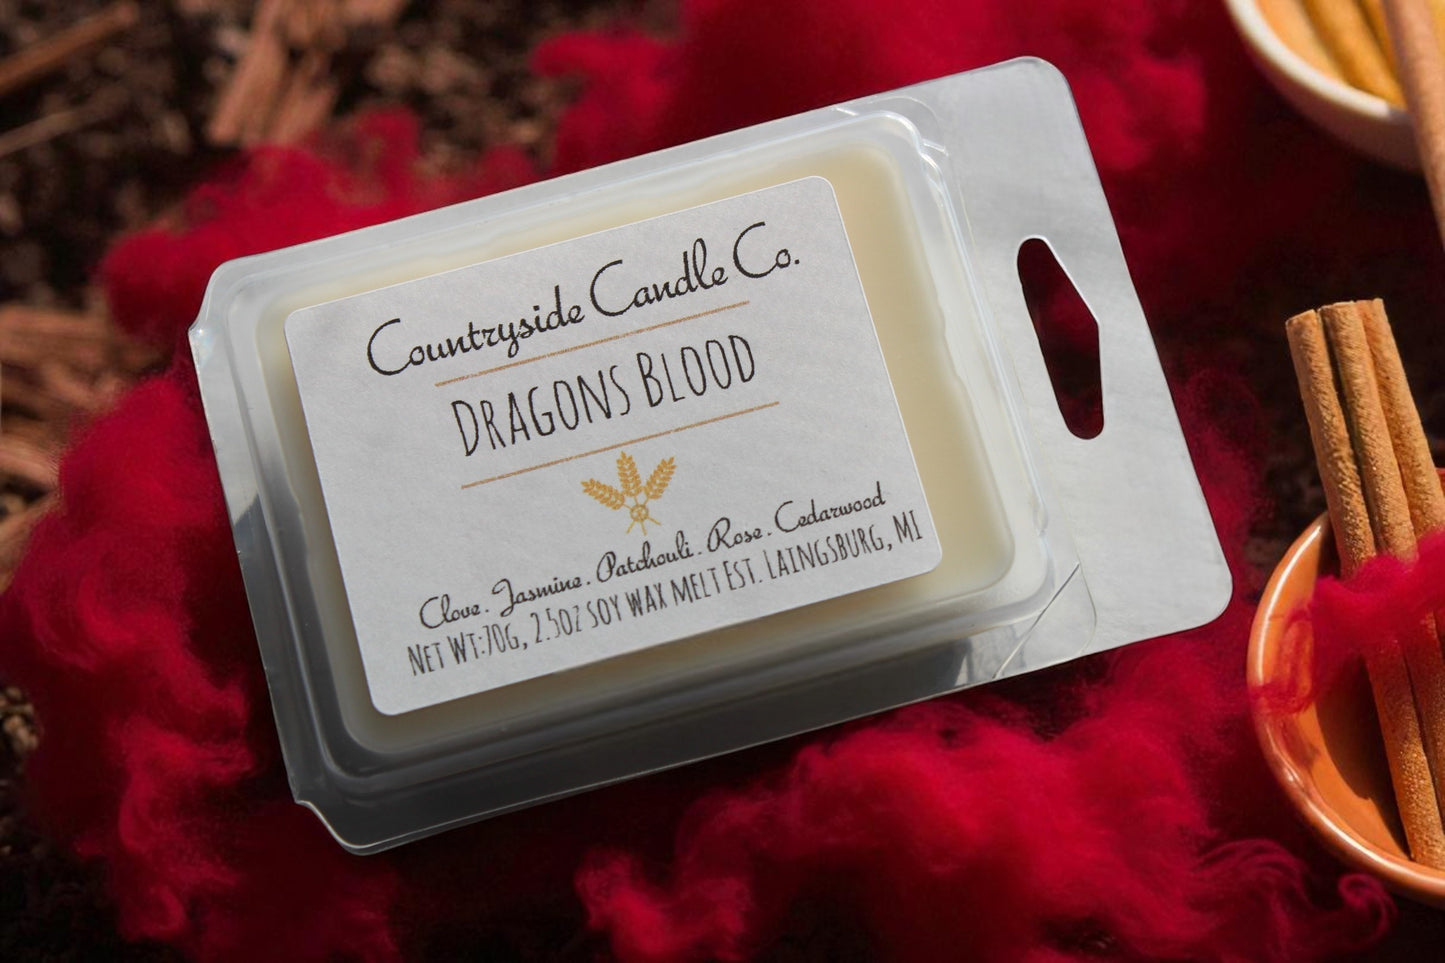 Countryside Candle Co.
DRAGONS BLOOD
Clove. Jasmine. Patchouli. Rose. Cedarwood
NET WT:70G, 2.5OZ SOY WAX MELT EST. LAINGSBURG, MI